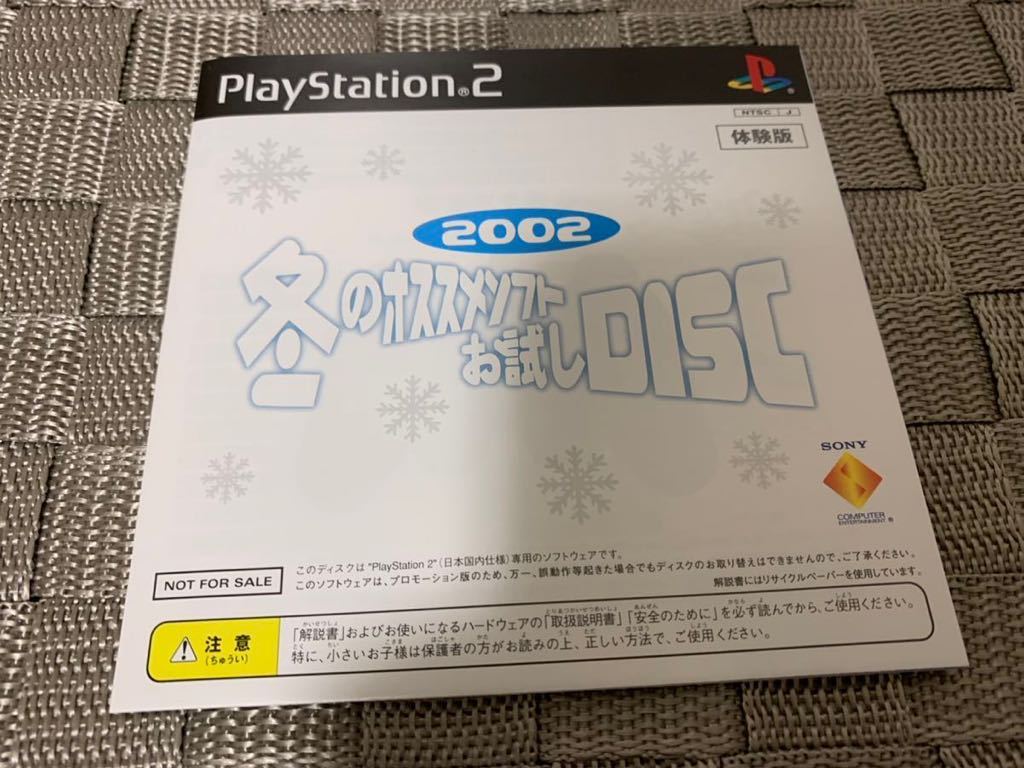 PlayStation®2
NTSC J
体験版
2002
冬のオススメソフト
お試しDISC
SONY
COMPUTER
ENTERTAINMENT ®
NOT FOR SALE
このディスクは "PlayStation 2"(日本国内仕様)専用のソフトウェアです。
このソフトウェアは、プロモーション版のため、万一、誤動作等起きた場合でもディスクのお取り替えはできませんので、ご了承ください。
解説書にはリサイクルペーパーを使用しています。
注意
(ちゅうい)
「解説書」およびお使いになるハードウェアの「取扱説明書」「安全のために」を必ず読んでから、ご使用ください。
特に、小さいお子様は保護者の方がお読みの上、正しい方法で、ご使用ください。